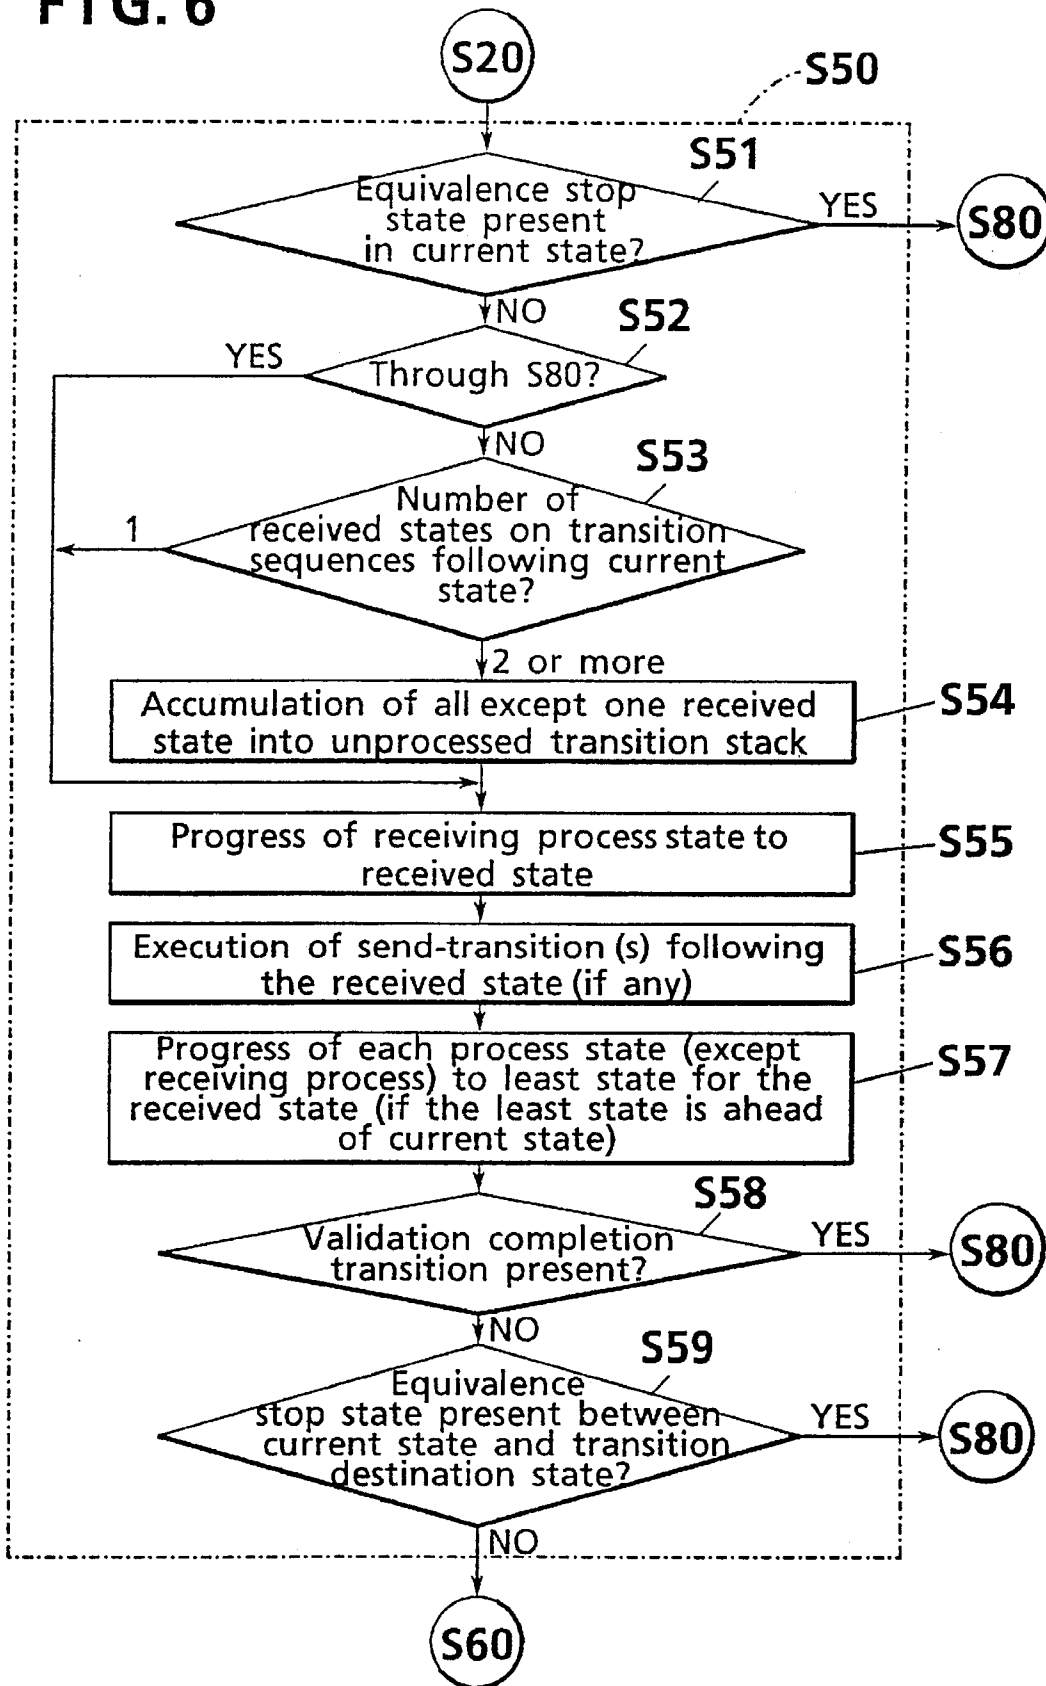 FIG. 6
S20
S50
S51
Equivalence stop
state present
in current state?
YES
S80
NO
S52
YES
Through S80?
NO
S53
Number of
received states on transition
sequences following current
state?
1
2 or more
Accumulation of all except one received
state into unprocessed transition stack
S54
Progress of receiving process state to
received state
S55
Execution of send-transition (s) following
the received state (if any)
S56
Progress of each process state (except
receiving process) to least state for the
received state (if the least state is ahead
of current state)
S57
S58
Validation completion
transition present?
YES
S80
NO
S59
Equivalence
stop state present between
current state and transition
destination state?
YES
S80
NO
S60